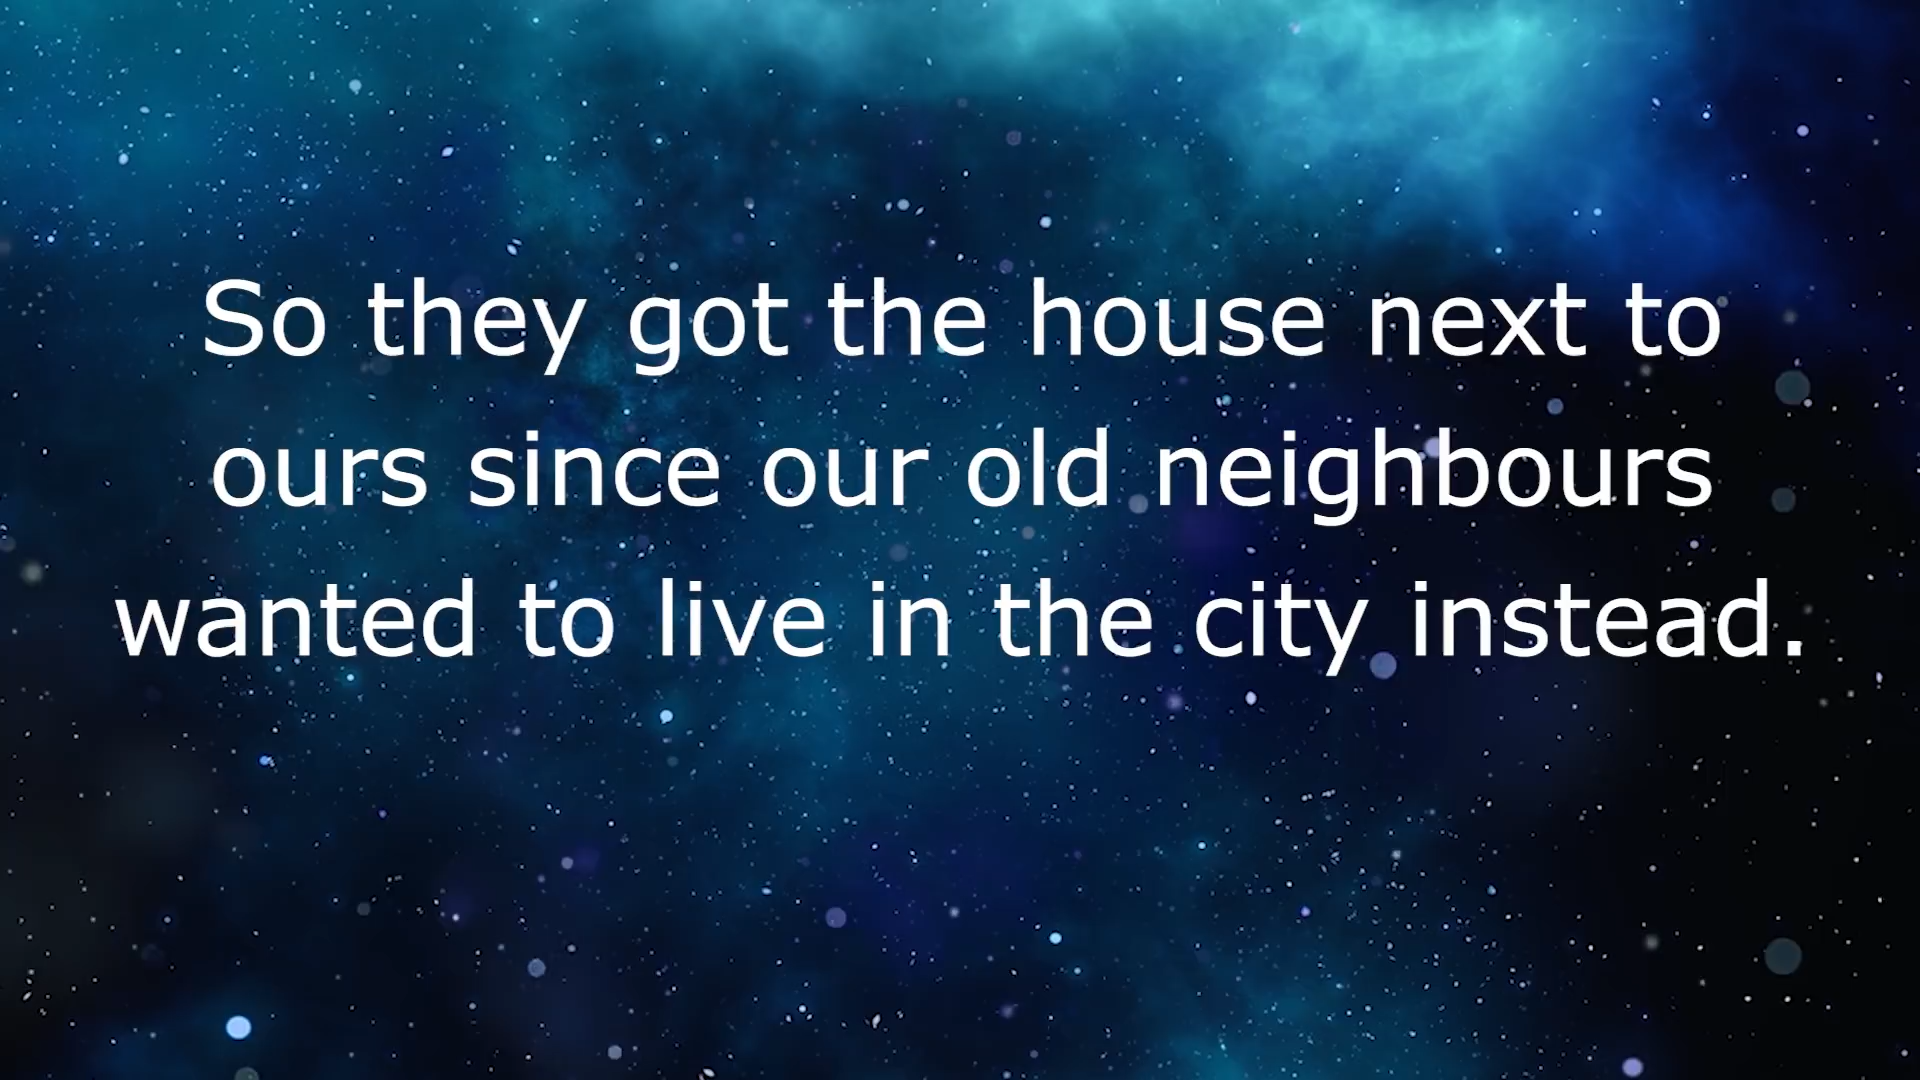 So they got the house next to
ours since our old neighbours
wanted to live in the city instead.